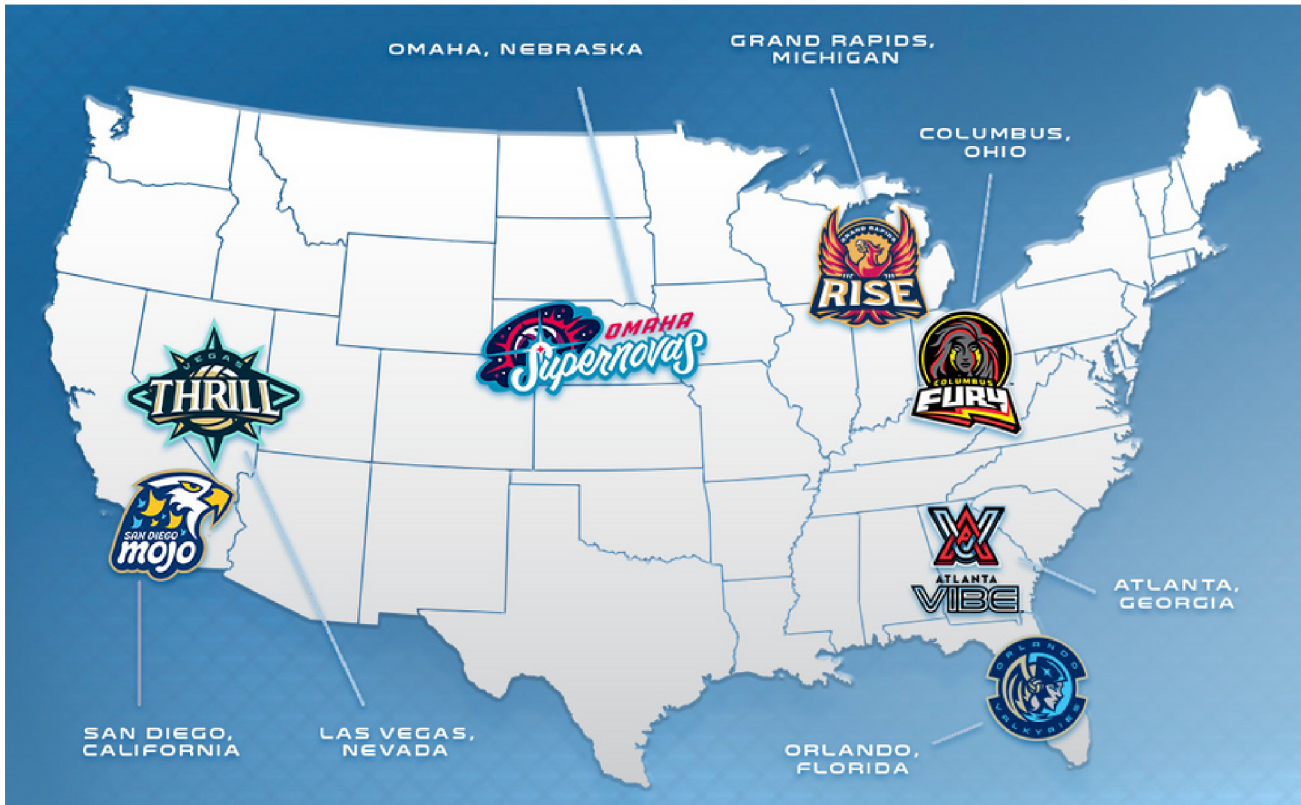 OMAHA, NEBRASKA
GRAND RAPIDS,
MICHIGAN
COLUMBUS,
OHIO
GRAND RAPIDS
RISE
OMAHA
Supernovas
VEGAS
THRILL
COLUMBUS
FURY
SAN DIEGO
mojo
ATLANTA
VIBE
ATLANTA,
GEORGIA
ORLANDO
VALKYRIES
SAN DIEGO,
CALIFORNIA
LAS VEGAS,
NEVADA
ORLANDO,
FLORIDA